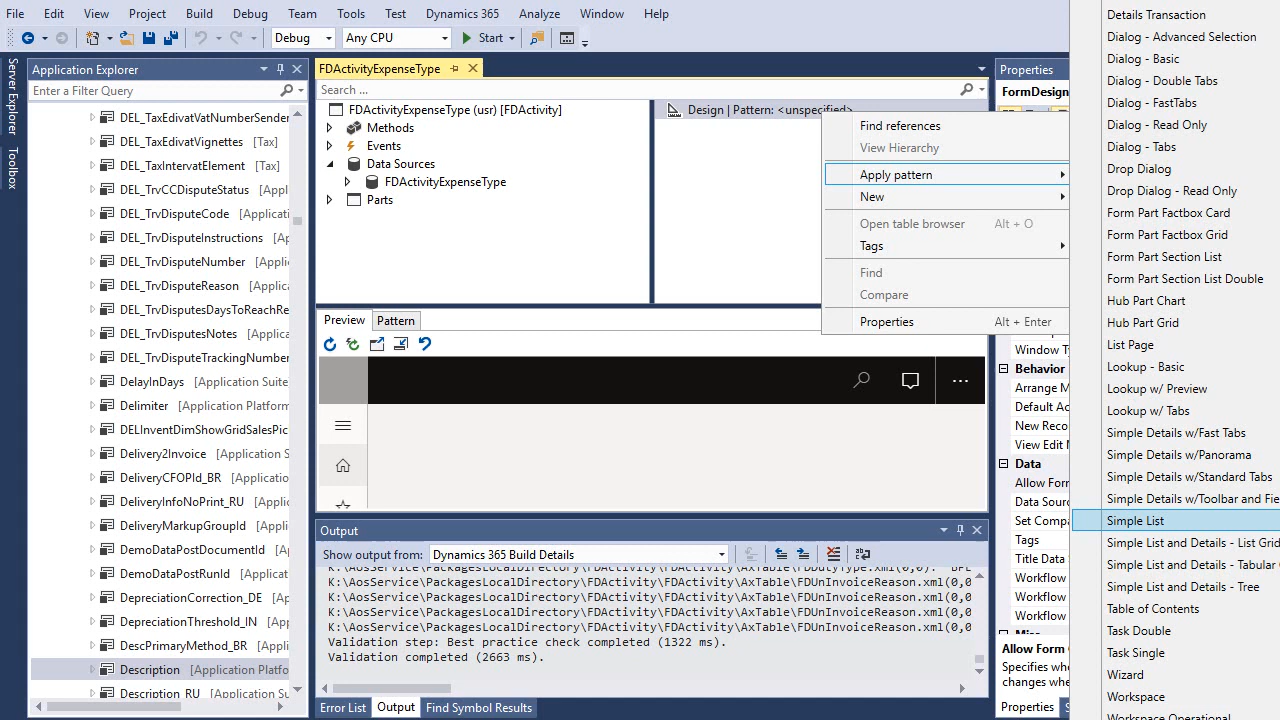 File Edit View Project Build Debug Team Tools Test Dynamics 365 Analyze Window Help
Debug Any CPU Start
Server Explorer
Toolbox
Application Explorer
Enter a Filter Query
DEL_TaxEdivatVatNumberSender
DEL_TaxEdivatVignettes [Tax]
DEL_TaxIntervatElement [Tax]
DEL_TrvCCDisputeStatus [Applic
DEL_TrvDisputeCode [Applicati
DEL_TrvDisputeInstructions [Ap
DEL_TrvDisputeNumber [Applic
DEL_TrvDisputeReason [Applica
DEL_TrvDisputesDaysToReachRe
DEL_TrvDisputesNotes [Applica
DEL_TrvDisputeTrackingNumber
DelayInDays [Application Suite
Delimiter [Application Platform
DELInventDimShowGridSalesPic
Delivery2Invoice [Application
DeliveryCFOPId_BR [Applicatio
DeliveryInfoNoPrint_RU [Appli
DeliveryMarkupGroupId [Appli
DemoDataPostDocumentId [A
DemoDataPostRunId [Applicat
DepreciationCorrection_DE [A
DepreciationThreshold_IN [Ap
DescPrimaryMethod_BR [Appli
Description [Application Platfo
Description_RU [Application Su
FDActivityExpenseType
Search ...
FDActivityExpenseType (usr) [FDActivity]
Methods
Events
Data Sources
FDActivityExpenseType
Parts
Design | Pattern: <unspecified>
Find references
View Hierarchy
Apply pattern
New
Open table browser Alt + O
Tags
Find
Compare
Properties Alt + Enter
Preview Pattern
Output
Show output from: Dynamics 365 Build Details
K:\AosService\PackagesLocalDirectory\FDActivity\FDActivity\AxTable\FDUnInvoiceReason.xml(0,0
K:\AosService\PackagesLocalDirectory\FDActivity\FDActivity\AxTable\FDUnInvoiceReason.xml(0,0
K:\AosService\PackagesLocalDirectory\FDActivity\FDActivity\AxTable\FDUnInvoiceReason.xml(0,0
K:\AosService\PackagesLocalDirectory\FDActivity\FDActivity\AxTable\FDUnInvoiceReason.xml(0,0
Validation step: Best practice check completed (1322 ms).
Validation completed (2663 ms).
Error List Output Find Symbol Results
Properties
FormDesign
Window Ty
Behavior
Arrange M
Default Ac
New Reco
View Edit M
Data
Allow Form
Data Sourc
Set Compa
Tags
Title Data
Workflow
Workflow
Workflow
Misc
Allow Form
Specifies whe
changes whe
Properties
Details Transaction
Dialog - Advanced Selection
Dialog - Basic
Dialog - Double Tabs
Dialog - FastTabs
Dialog - Read Only
Dialog - Tabs
Drop Dialog
Drop Dialog - Read Only
Form Part Factbox Card
Form Part Factbox Grid
Form Part Section List
Form Part Section List Double
Hub Part Chart
Hub Part Grid
List Page
Lookup - Basic
Lookup w/ Preview
Lookup w/ Tabs
Simple Details w/Fast Tabs
Simple Details w/Panorama
Simple Details w/Standard Tabs
Simple Details w/Toolbar and Fie
Simple List
Simple List and Details - List Grid
Simple List and Details - Tabular
Simple List and Details - Tree
Table of Contents
Task Double
Task Single
Wizard
Workspace
Workspace Operational